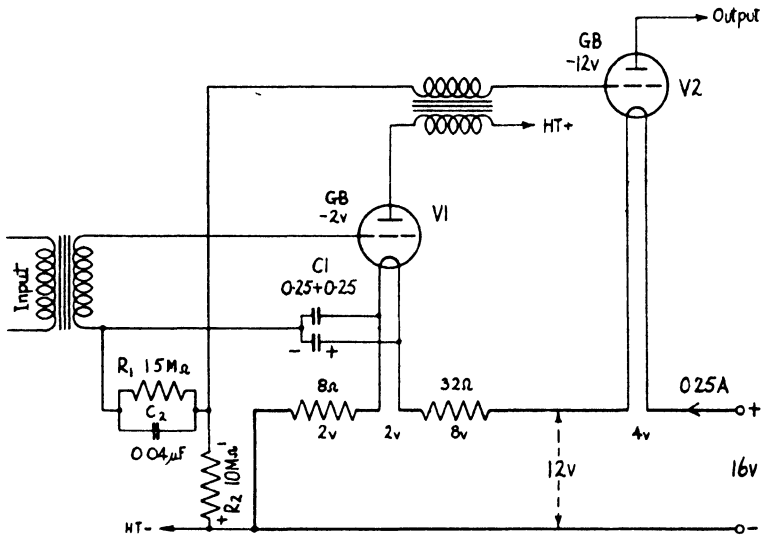 Output
GB
-12v
V2
HT+
GB
-2v
V1
Input
C1
0·25+0·25
- +
R1 15MΩ
C2
0·04µF
8Ω
2v
2v
32Ω
8v
4v
0·25A
+
12v
16v
-
R2 10MΩ
-
+
HT-